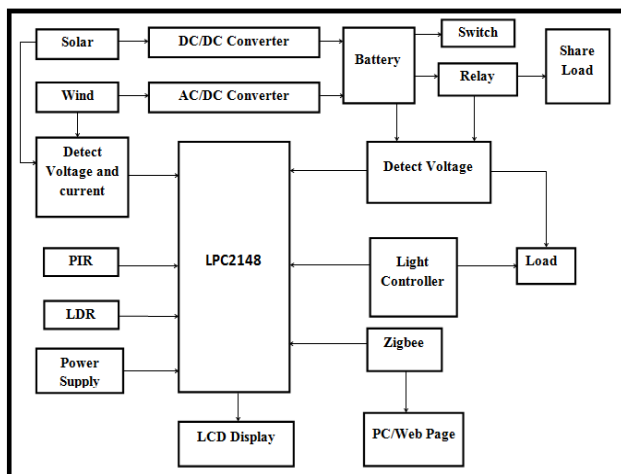 Solar
DC/DC Converter
Battery
Switch
Share
Load
Relay
Wind
AC/DC Converter
Detect
Voltage and
current
Detect Voltage
LPC2148
PIR
Light
Controller
Load
LDR
Zigbee
Power
Supply
LCD Display
PC/Web Page